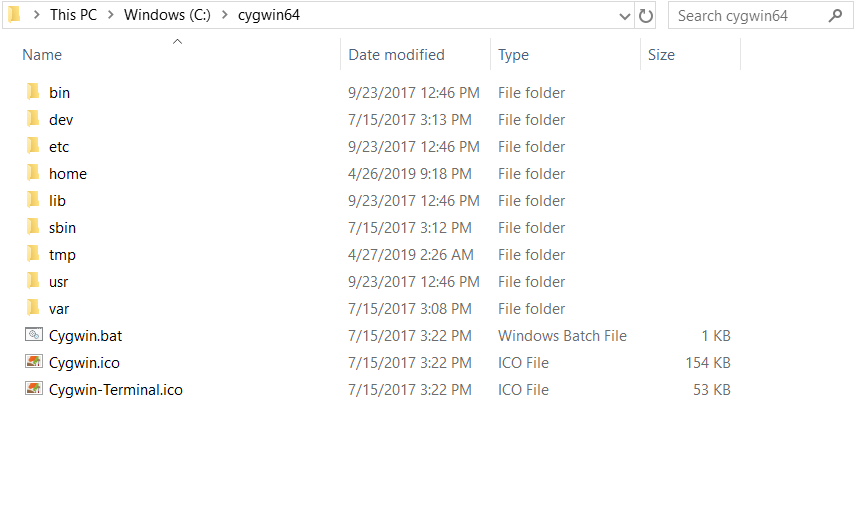 This PC Windows (C:) cygwin64 Search cygwin64
Name Date modified Type Size
bin 9/23/2017 12:46 PM File folder
dev 7/15/2017 3:13 PM File folder
etc 9/23/2017 12:46 PM File folder
home 4/26/2019 9:18 PM File folder
lib 9/23/2017 12:46 PM File folder
sbin 7/15/2017 3:12 PM File folder
tmp 4/27/2019 2:26 AM File folder
usr 9/23/2017 12:46 PM File folder
var 7/15/2017 3:08 PM File folder
Cygwin.bat 7/15/2017 3:22 PM Windows Batch File 1 KB
Cygwin.ico 7/15/2017 3:22 PM ICO File 154 KB
Cygwin-Terminal.ico 7/15/2017 3:22 PM ICO File 53 KB